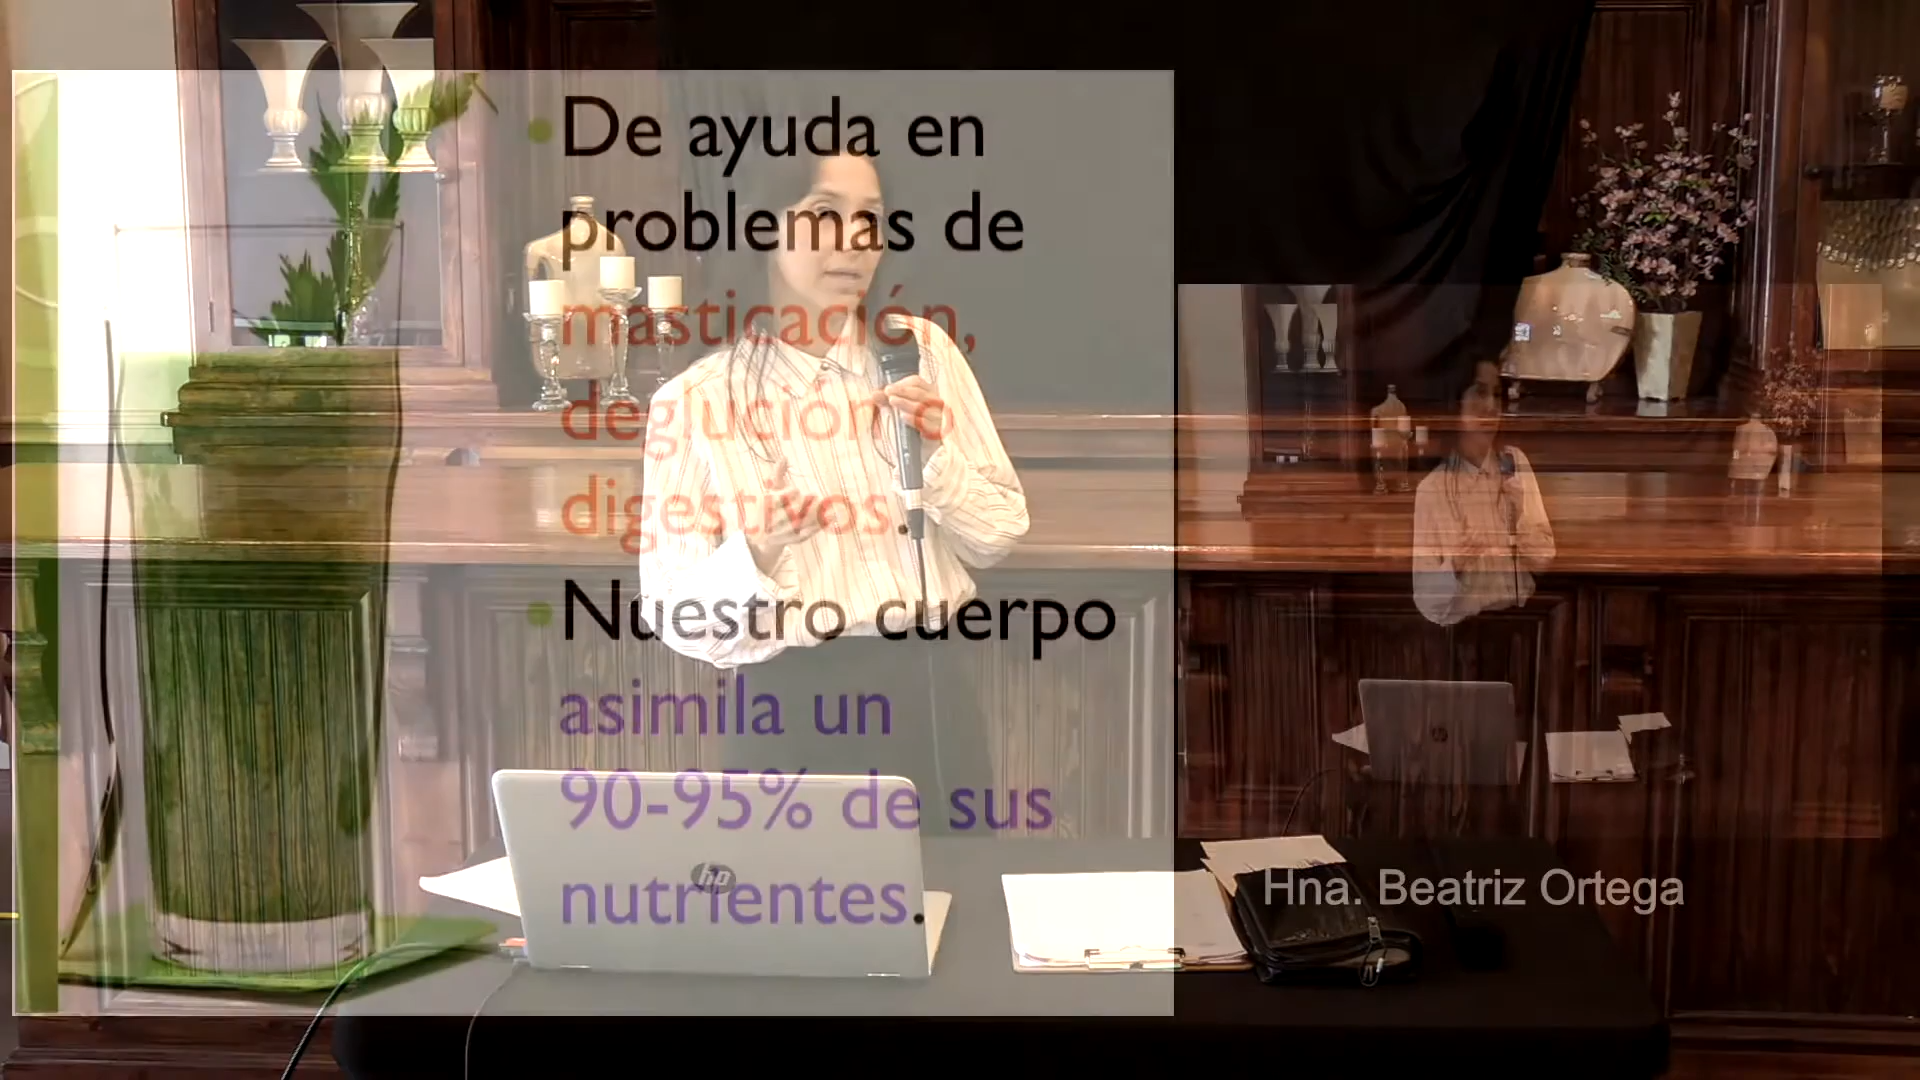 • De ayuda en
problemas de
masticación,
deglución o
digestivos.
• Nuestro cuerpo
asimila un
90-95% de sus
nutrientes.
hp
Hna. Beatriz Ortega